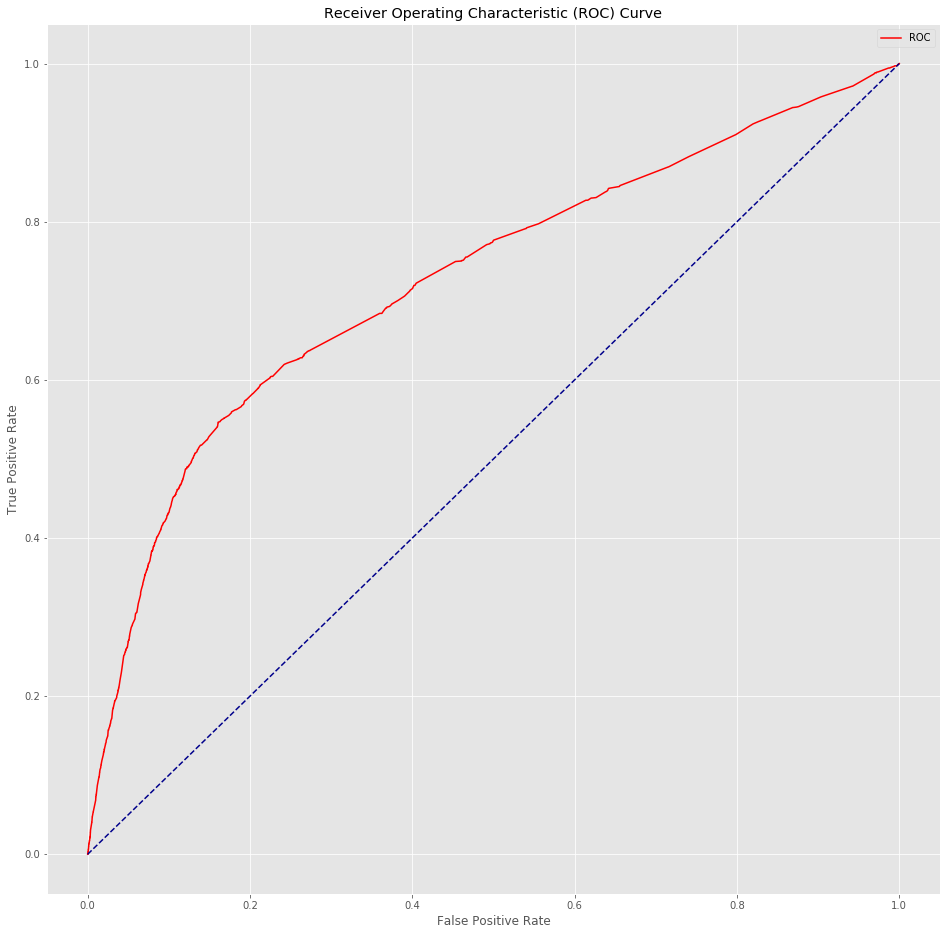 Receiver Operating Characteristic (ROC) Curve
ROC
1.0
0.8
0.6
0.4
0.2
0.0
True Positive Rate
0.0 0.2 0.4 0.6 0.8 1.0
False Positive Rate